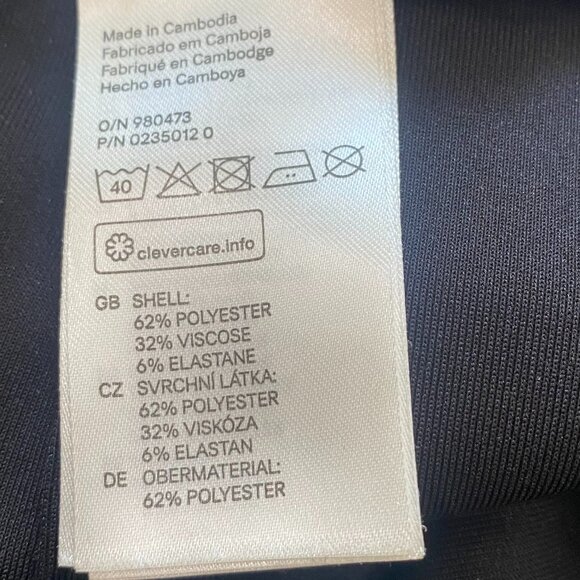 Made in Cambodia
Fabricado em Camboja
Fabriqué en Cambodge
Hecho en Camboya
O/N 980473
P/N 0235012 0
40
clevercare.info
GB SHELL:
62% POLYESTER
32% VISCOSE
6% ELASTANE
CZ SVRCHNÍ LÁTKA:
62% POLYESTER
32% VISKÓZA
6% ELASTAN
DE OBERMATERIAL:
62% POLYESTER